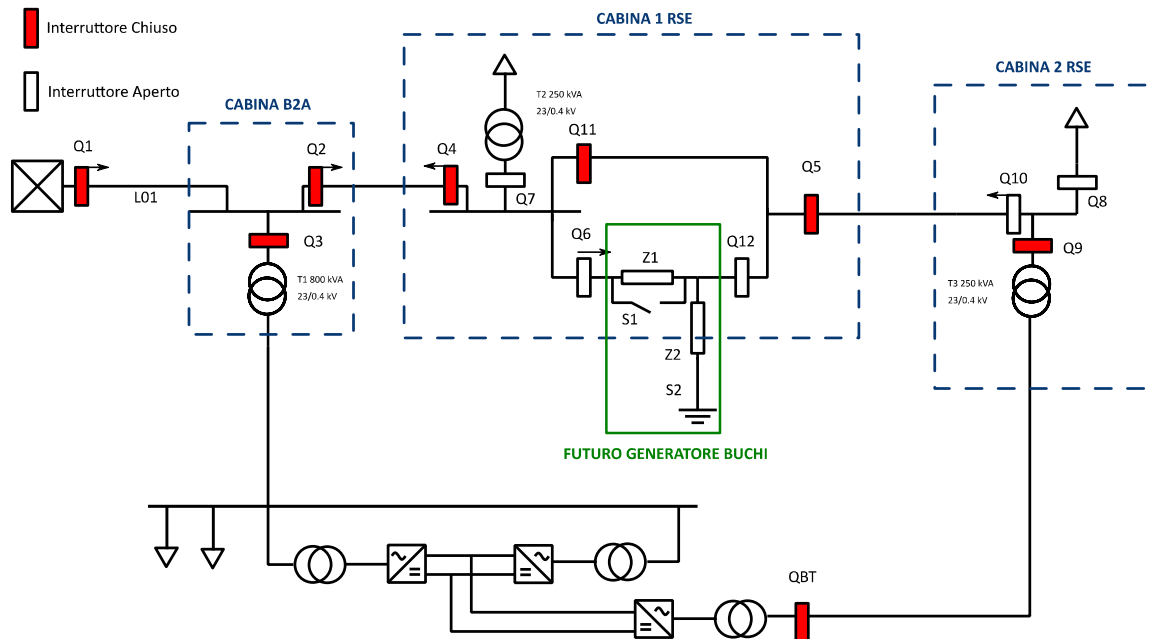 Interruttore Chiuso
Interruttore Aperto
CABINA 1 RSE
CABINA 2 RSE
CABINA B2A
T2 250 kVA
23/0.4 kV
Q1
Q2
Q4
Q11
Q7
Q5
Q10
Q8
L01
Q3
Q6
Q12
Q9
Z1
T1 800 kVA
23/0.4 kV
T3 250 kVA
23/0.4 kV
S1
Z2
S2
FUTURO GENERATORE BUCHI
QBT